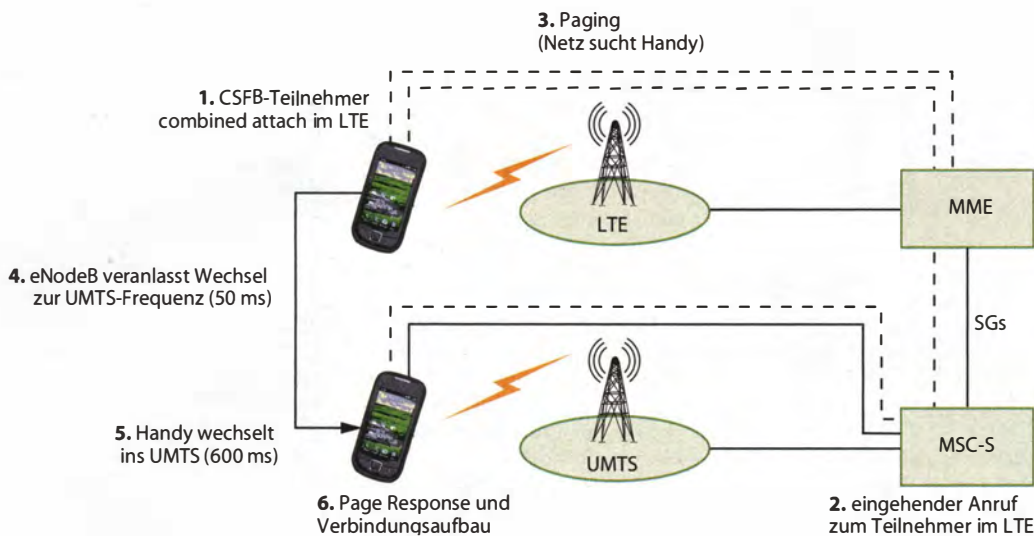 3. Paging
(Netz sucht Handy)
1. CSFB-Teilnehmer
combined attach im LTE
LTE
MME
4. eNodeB veranlasst Wechsel
zur UMTS-Frequenz (50 ms)
SGs
5. Handy wechselt
ins UMTS (600 ms)
UMTS
MSC-S
6. Page Response und
Verbindungsaufbau
2. eingehender Anruf
zum Teilnehmer im LTE